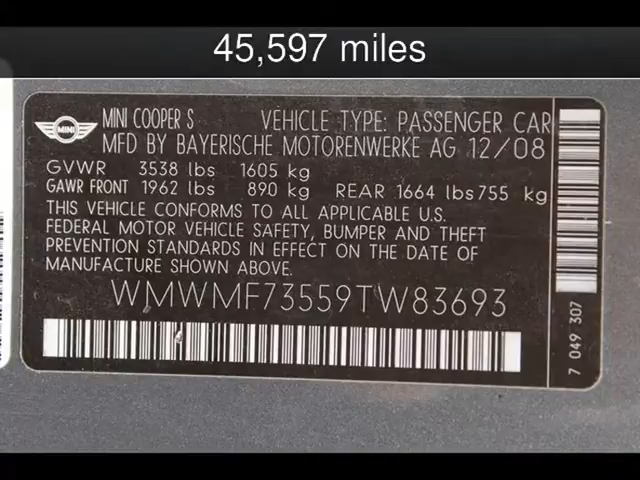 45,597 miles
MINI COOPER S VEHICLE TYPE: PASSENGER CAR
MINI
MFD BY BAYERISCHE MOTORENWERKE AG 12/08
GVWR 3538 lbs 1605 kg
GAWR FRONT 1962 lbs 890 kg REAR 1664 lbs 755 kg
THIS VEHICLE CONFORMS TO ALL APPLICABLE U.S.
FEDERAL MOTOR VEHICLE SAFETY, BUMPER AND THEFT
PREVENTION STANDARDS IN EFFECT ON THE DATE OF
MANUFACTURE SHOWN ABOVE.
WMWMF73559TW83693
7 049 307